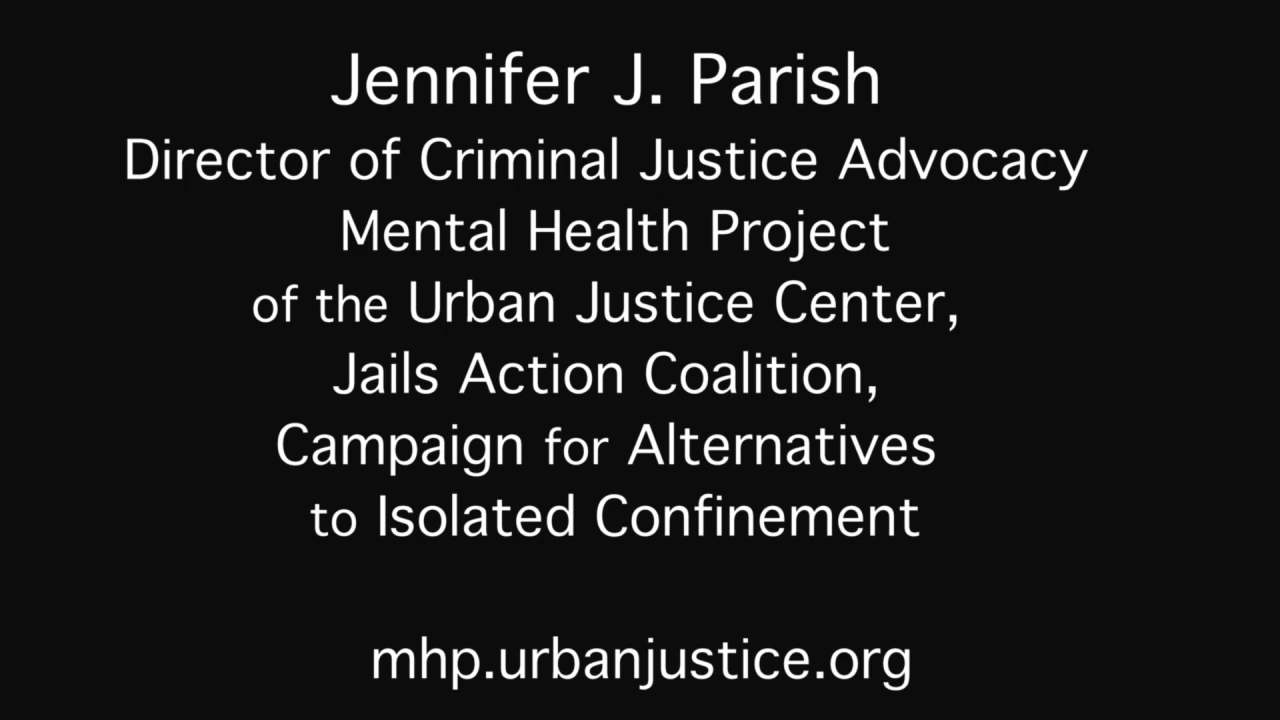 Jennifer J. Parish
Director of Criminal Justice Advocacy
Mental Health Project
of the Urban Justice Center,
Jails Action Coalition,
Campaign for Alternatives
to Isolated Confinement
mhp.urbanjustice.org